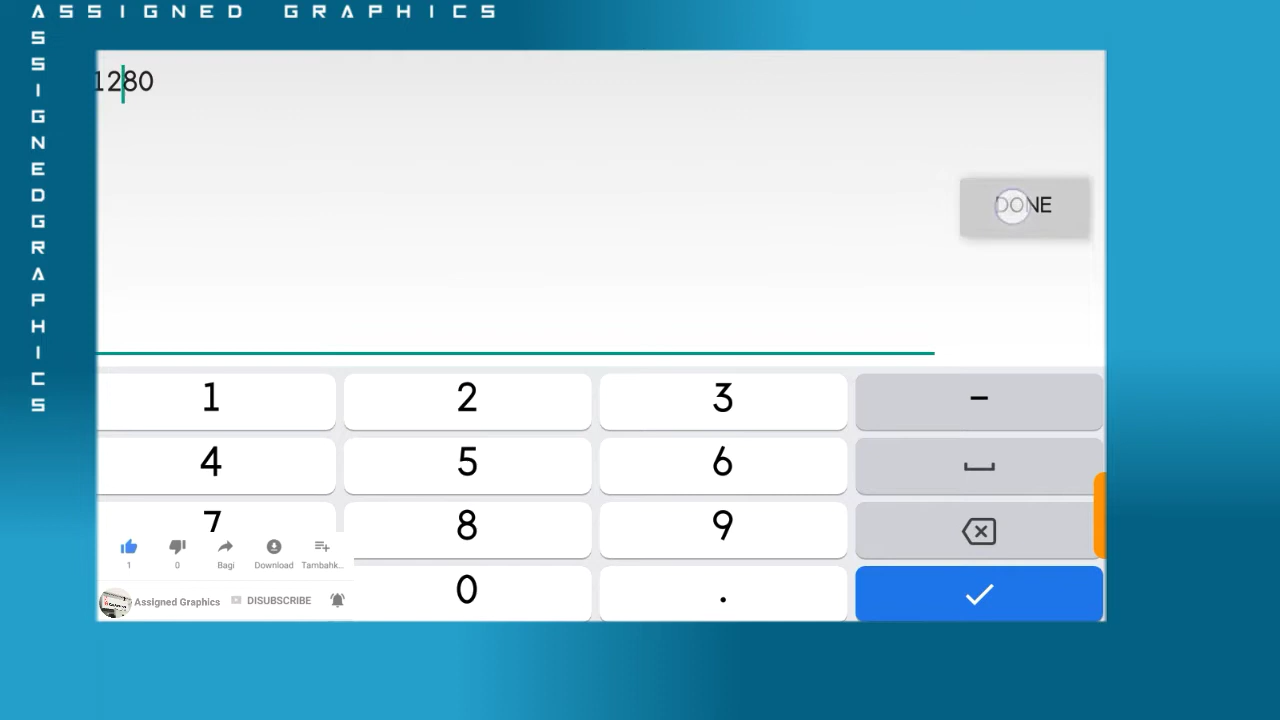 ASSIGNED GRAPHICS
ASSIGNEDGRAPHICS
1280
DONE
1 2 3 -
4 5 6
7 8 9
0 .
1 0 Bagi Download Tambahk...
Assigned Graphics DISUBSCRIBE